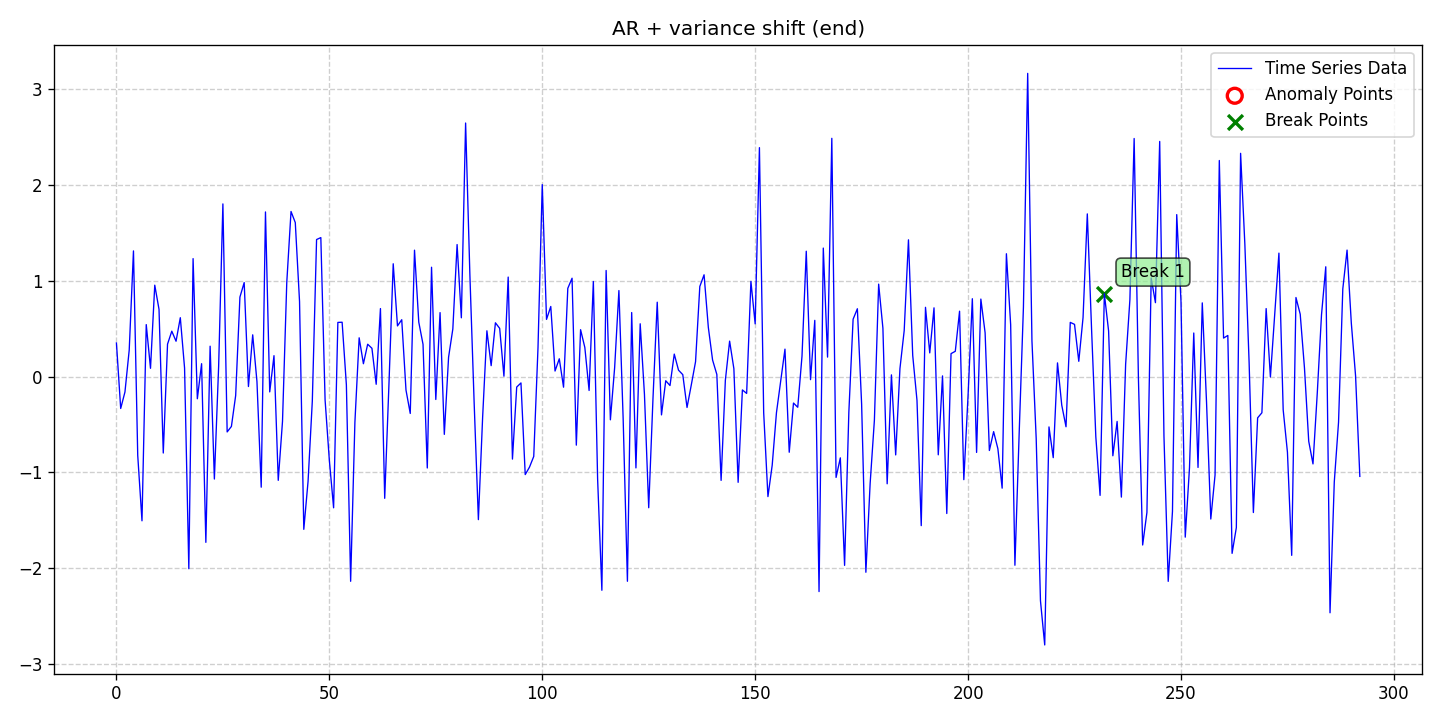 AR + variance shift (end)
Time Series Data
Anomaly Points
Break Points
Break 1
3
2
1
0
−1
−2
−3
0
50
100
150
200
250
300